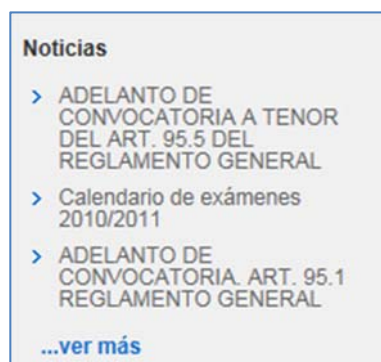 Noticias
ADELANTO DE
CONVOCATORIA A TENOR
DEL ART. 95.5 DEL
REGLAMENTO GENERAL
Calendario de exámenes
2010/2011
ADELANTO DE
CONVOCATORIA. ART. 95.1
REGLAMENTO GENERAL
...ver más